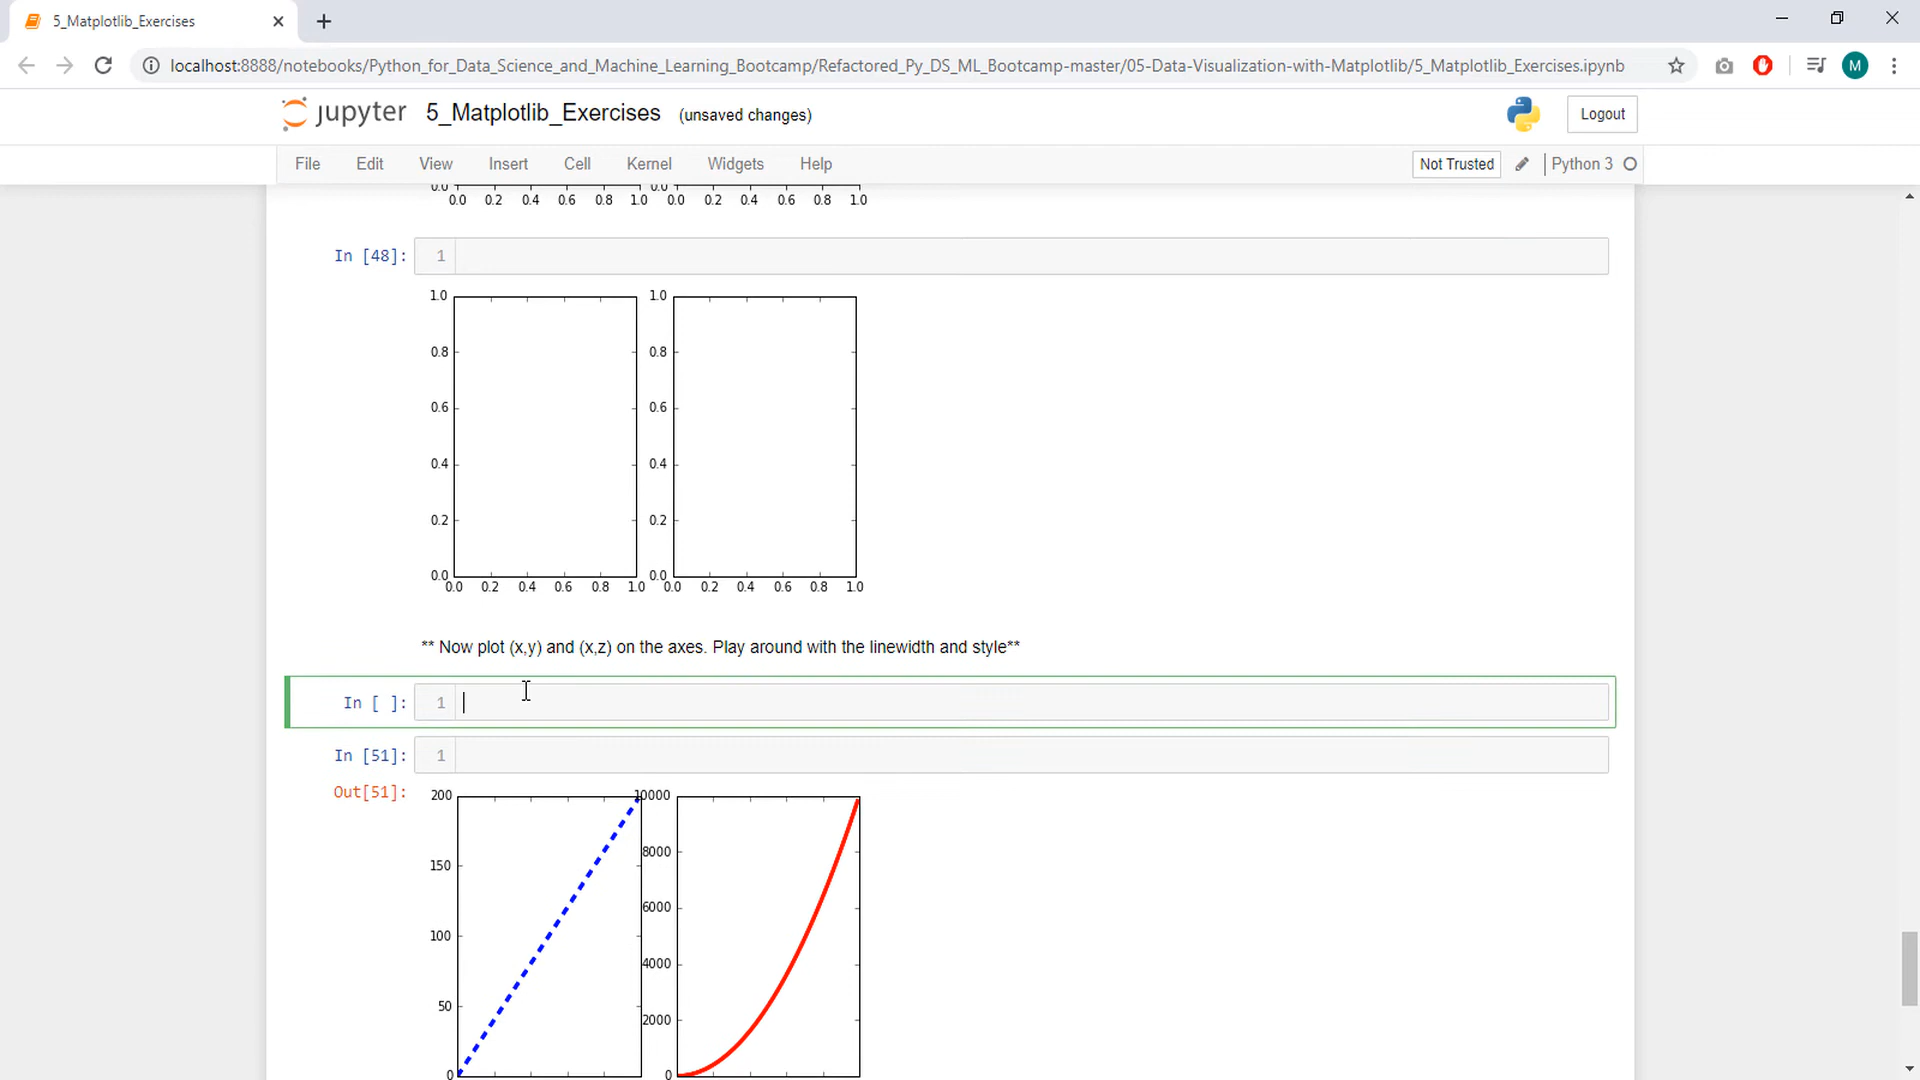 5_Matplotlib_Exercises
localhost:8888/notebooks/Python_for_Data_Science_and_Machine_Learning_Bootcamp/Refactored_Py_DS_ML_Bootcamp-master/05-Data-Visualization-with-Matplotlib/5_Matplotlib_Exercises.ipynb
M
jupyter 5_Matplotlib_Exercises (unsaved changes)
Logout
File Edit View Insert Cell Kernel Widgets Help
Not Trusted
Python 3
0.0 0.0
0.0 0.2 0.4 0.6 0.8 1.0 0.0 0.2 0.4 0.6 0.8 1.0
In [48]: 1
1.0 1.0
0.8 0.8
0.6 0.6
0.4 0.4
0.2 0.2
0.0 0.0
0.0 0.2 0.4 0.6 0.8 1.0 0.0 0.2 0.4 0.6 0.8 1.0
** Now plot (x,y) and (x,z) on the axes. Play around with the linewidth and style**
In [ ]: 1
In [51]: 1
Out[51]:
200 10000
150 8000
100 6000
4000
50 2000
0 0